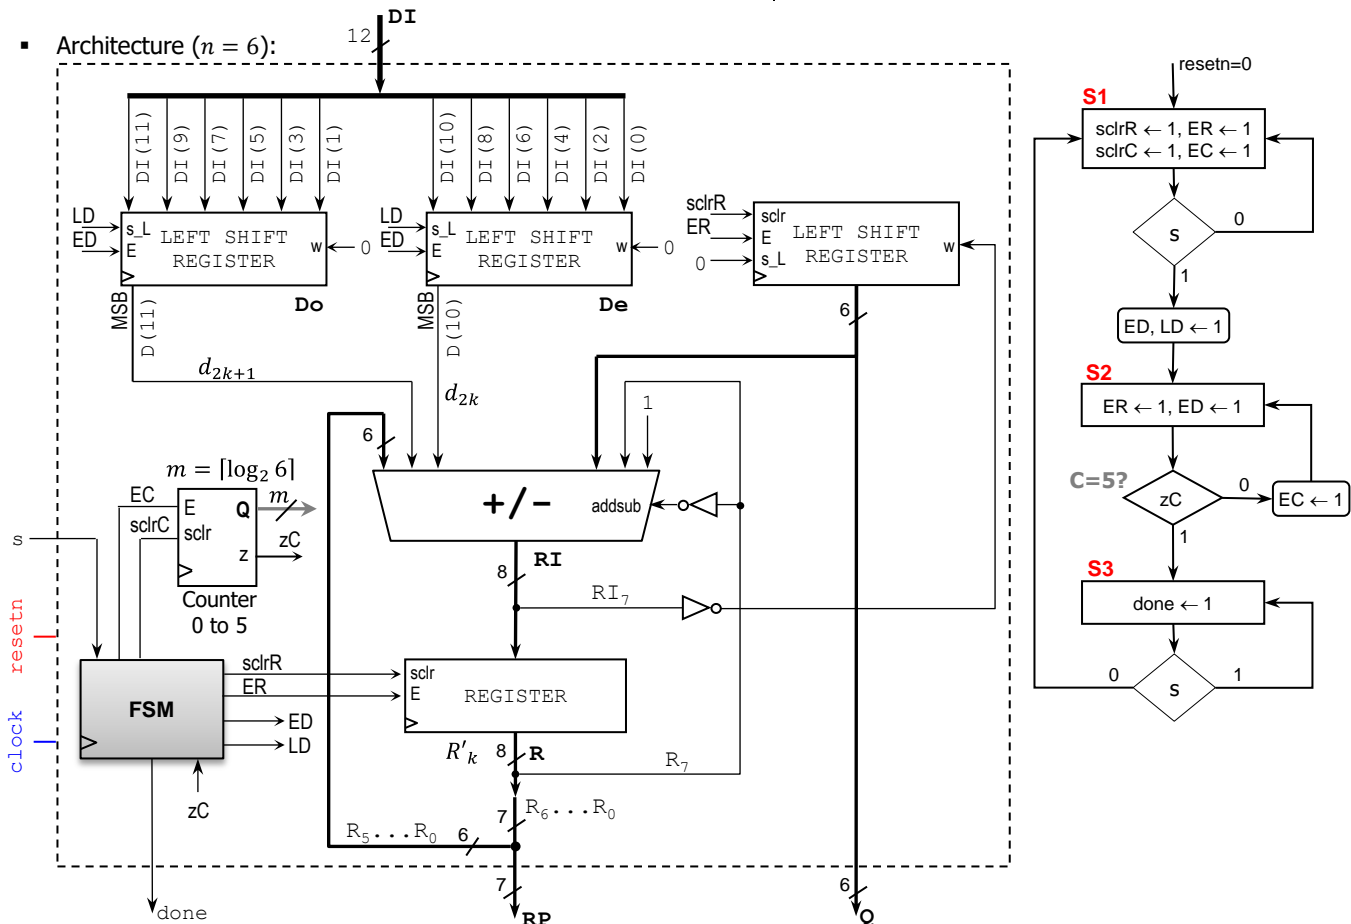 ▪ Architecture (n = 6):
DI
12
DI(11)
DI(9)
DI(7)
DI(5)
DI(3)
DI(1)
DI(10)
DI(8)
DI(6)
DI(4)
DI(2)
DI(0)
LD
ED
s_L
E
LEFT SHIFT
REGISTER
w
0
Do
LD
ED
s_L
E
LEFT SHIFT
REGISTER
w
0
De
sclrR
ER
0
sclr
E
s_L
LEFT SHIFT
REGISTER
w
MSB
D(11)
MSB
D(10)
6
d2k+1
d2k
1
6
+/-
addsub
m = ⌈log2 6⌉
EC
sclrC
E
sclr
Q
z
m
zC
Counter
0 to 5
s
resetn
clock
RI
8
RI7
sclrR
ER
ED
LD
FSM
zC
sclr
E
REGISTER
R'k
8
R
R7
7
R6...R0
R5...R0
6
done
7
RP
6
Q
resetn=0
S1
sclrR ← 1, ER ← 1
sclrC ← 1, EC ← 1
s
0
1
ED, LD ← 1
S2
ER ← 1, ED ← 1
C=5?
zC
0
EC ← 1
1
S3
done ← 1
0
s
1